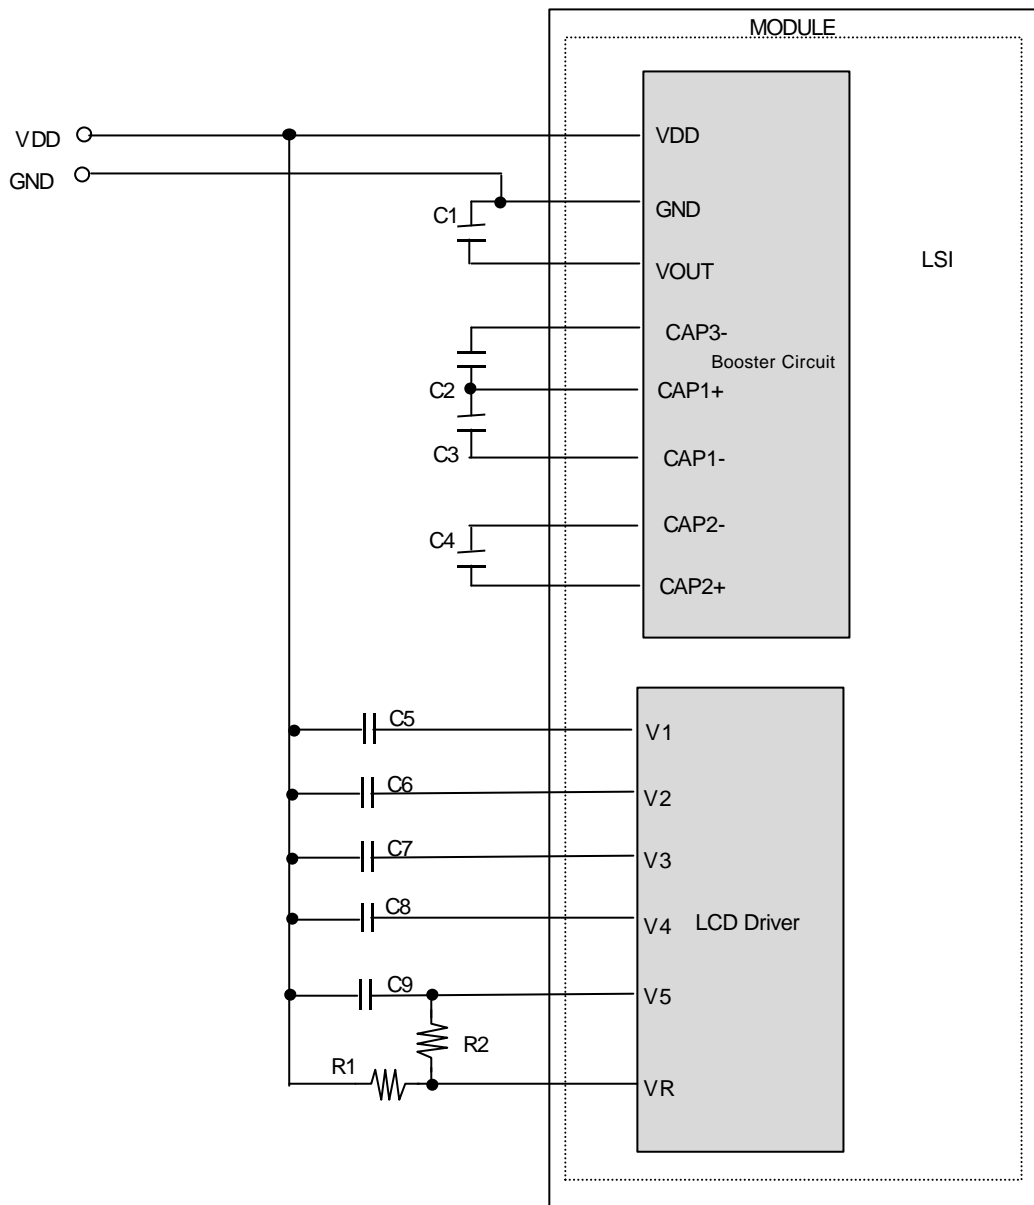 MODULE
VDD
VDD
GND
C1
GND
LSI
VOUT
CAP3-
Booster Circuit
C2
CAP1+
C3
CAP1-
C4
CAP2-
CAP2+
C5
V1
C6
V2
C7
V3
C8
V4
LCD Driver
C9
V5
R2
R1
VR